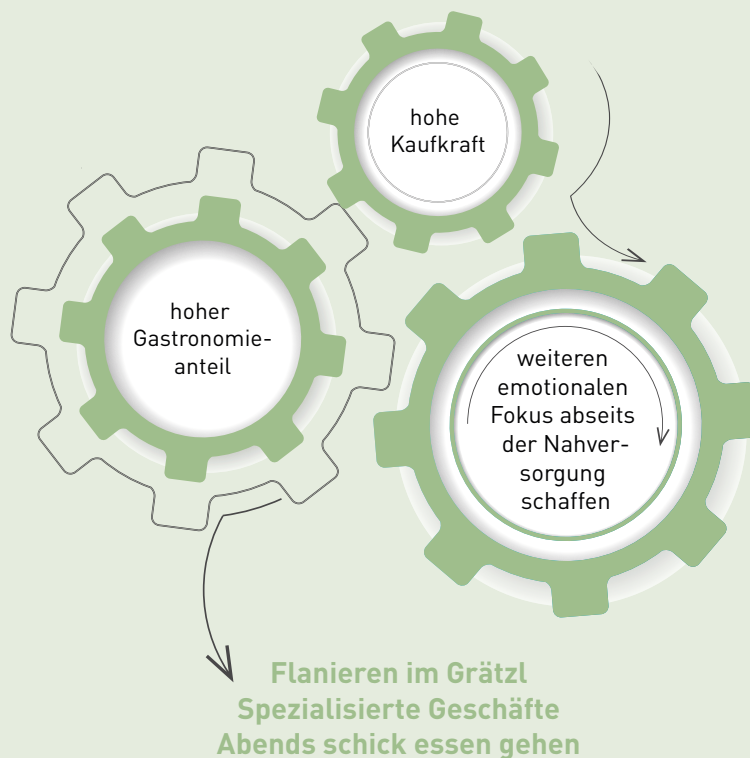 hohe
Kaufkraft
hoher
Gastronomie-
anteil
weiteren
emotionalen
Fokus abseits
der Nahver-
sorgung
schaffen
Flanieren im Grätzl
Spezialisierte Geschäfte
Abends schick essen gehen